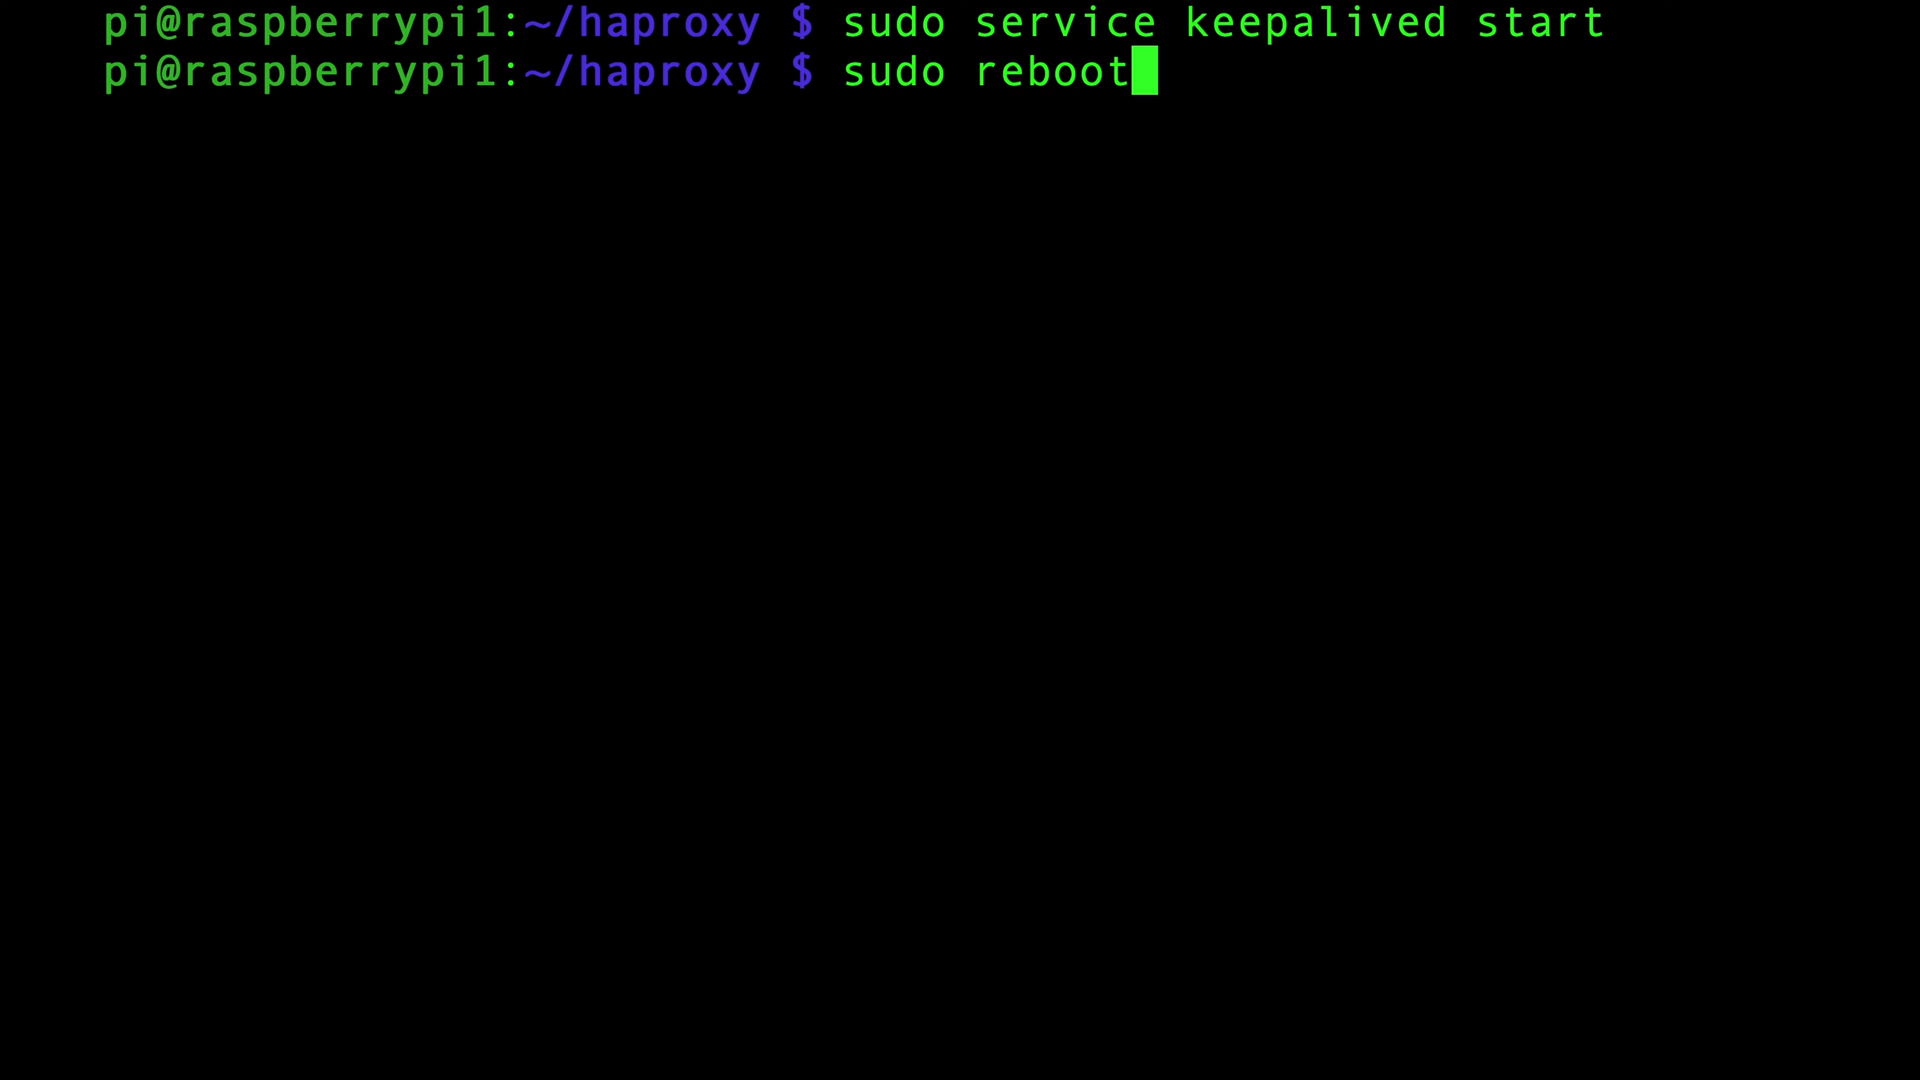 pi@raspberrypi1:~/haproxy $ sudo service keepalived start
pi@raspberrypi1:~/haproxy $ sudo reboot